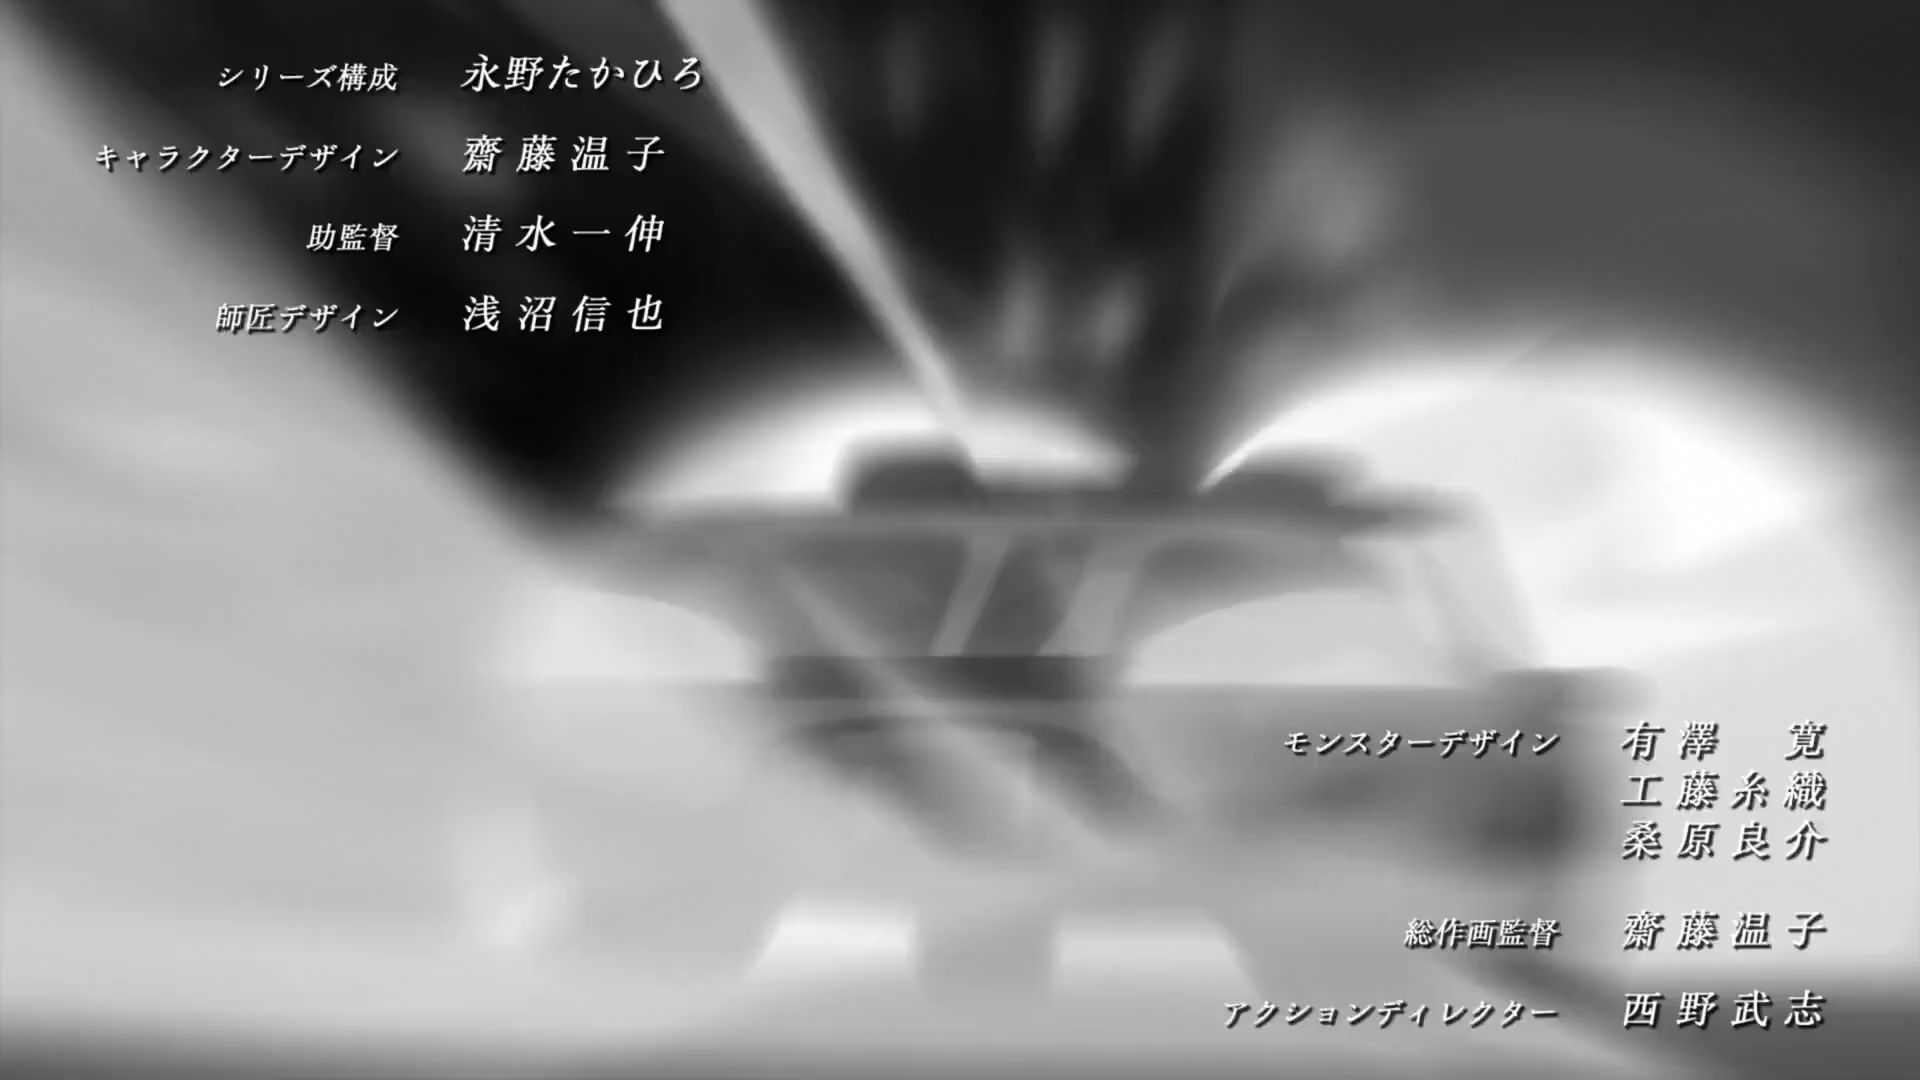 シリーズ構成 永野たかひろ
キャラクターデザイン 齋藤温子
助監督 清水一伸
師匠デザイン 浅沼信也
モンスターデザイン 有澤 寛
工藤糸織
桑原良介
総作画監督 齋藤温子
アクションディレクター 西野武志